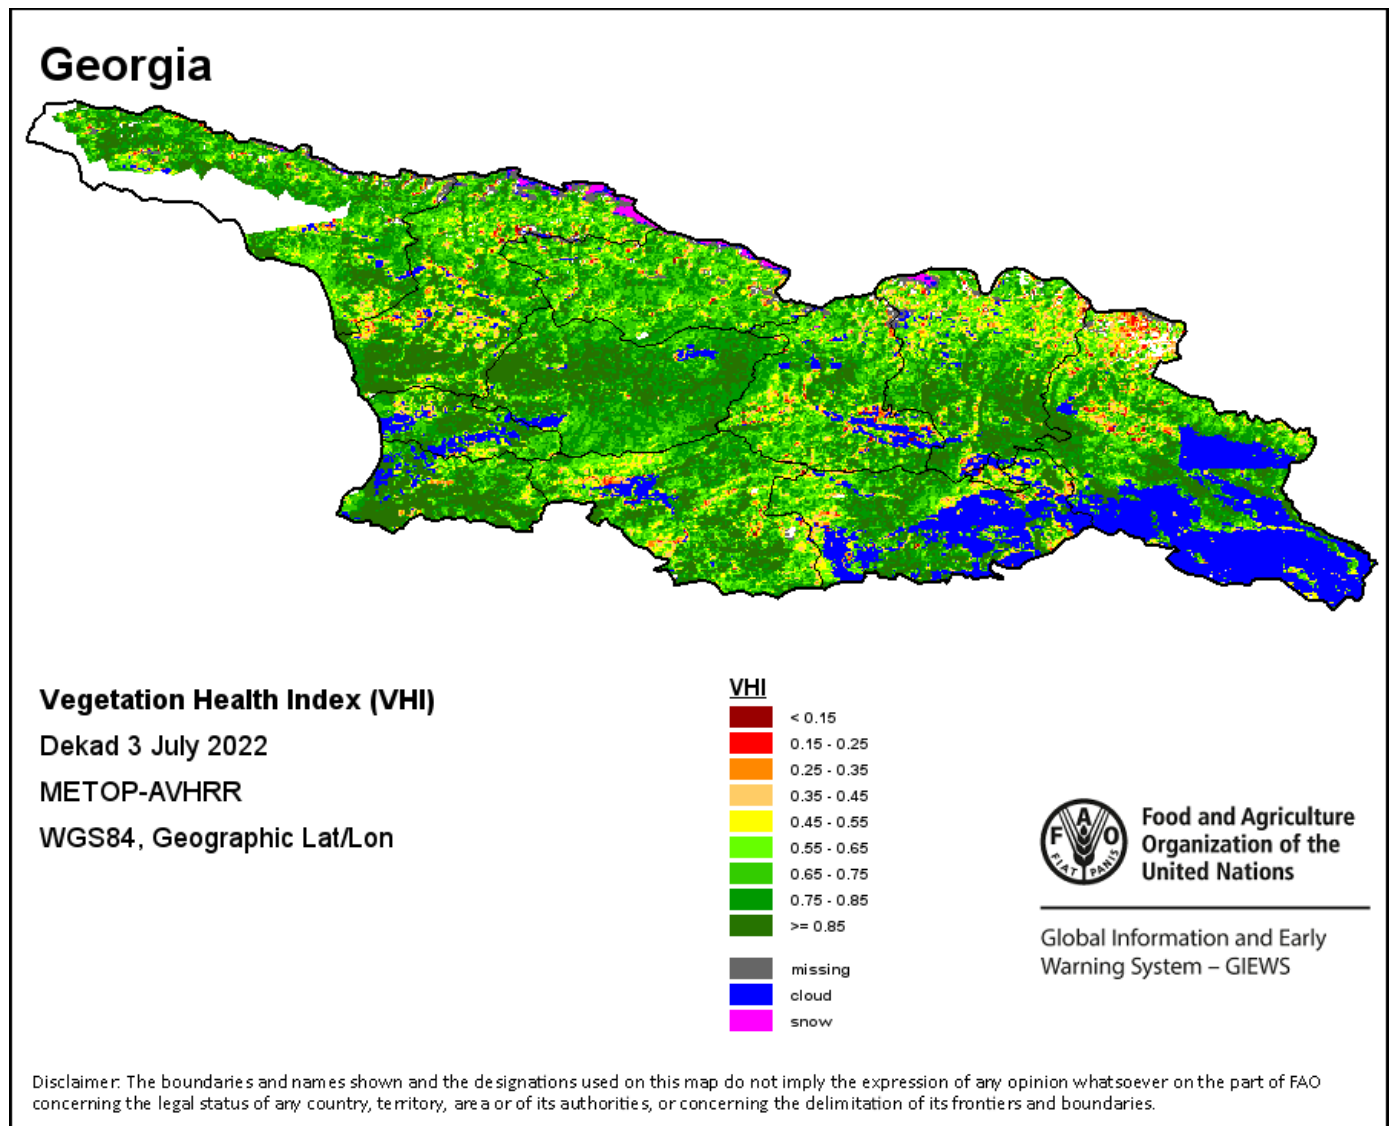 Georgia
Vegetation Health Index (VHI)
Dekad 3 July 2022
METOP-AVHRR
WGS84, Geographic Lat/Lon
VHI
< 0.15
0.15 - 0.25
0.25 - 0.35
0.35 - 0.45
0.45 - 0.55
0.55 - 0.65
0.65 - 0.75
0.75 - 0.85
>= 0.85
missing
cloud
snow
F A O
FIAT PANIS
Food and Agriculture
Organization of the
United Nations
Global Information and Early
Warning System – GIEWS
Disclaimer: The boundaries and names shown and the designations used on this map do not imply the expression of any opinion whatsoever on the part of FAO
concerning the legal status of any country, territory, area or of its authorities, or concerning the delimitation of its frontiers and boundaries.